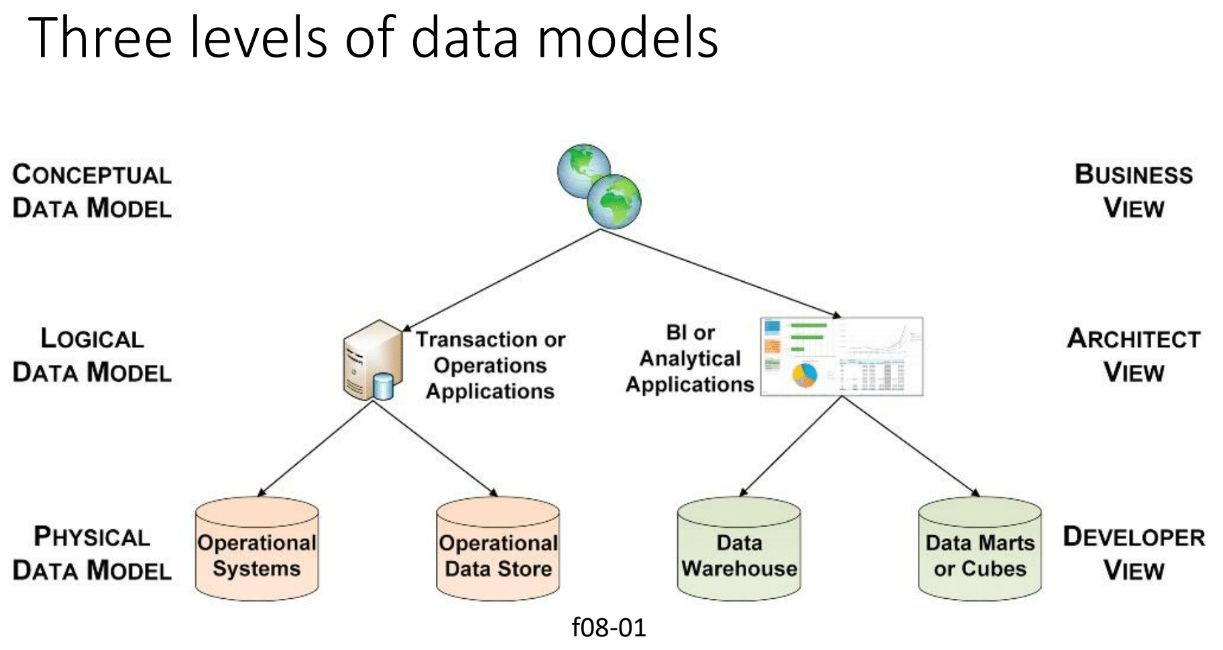 Three levels of data models
CONCEPTUAL
DATA MODEL
BUSINESS
VIEW
LOGICAL
DATA MODEL
Transaction or
Operations
Applications
BI or
Analytical
Applications
ARCHITECT
VIEW
PHYSICAL
DATA MODEL
Operational
Systems
Operational
Data Store
Data
Warehouse
Data Marts
or Cubes
DEVELOPER
VIEW
f08-01